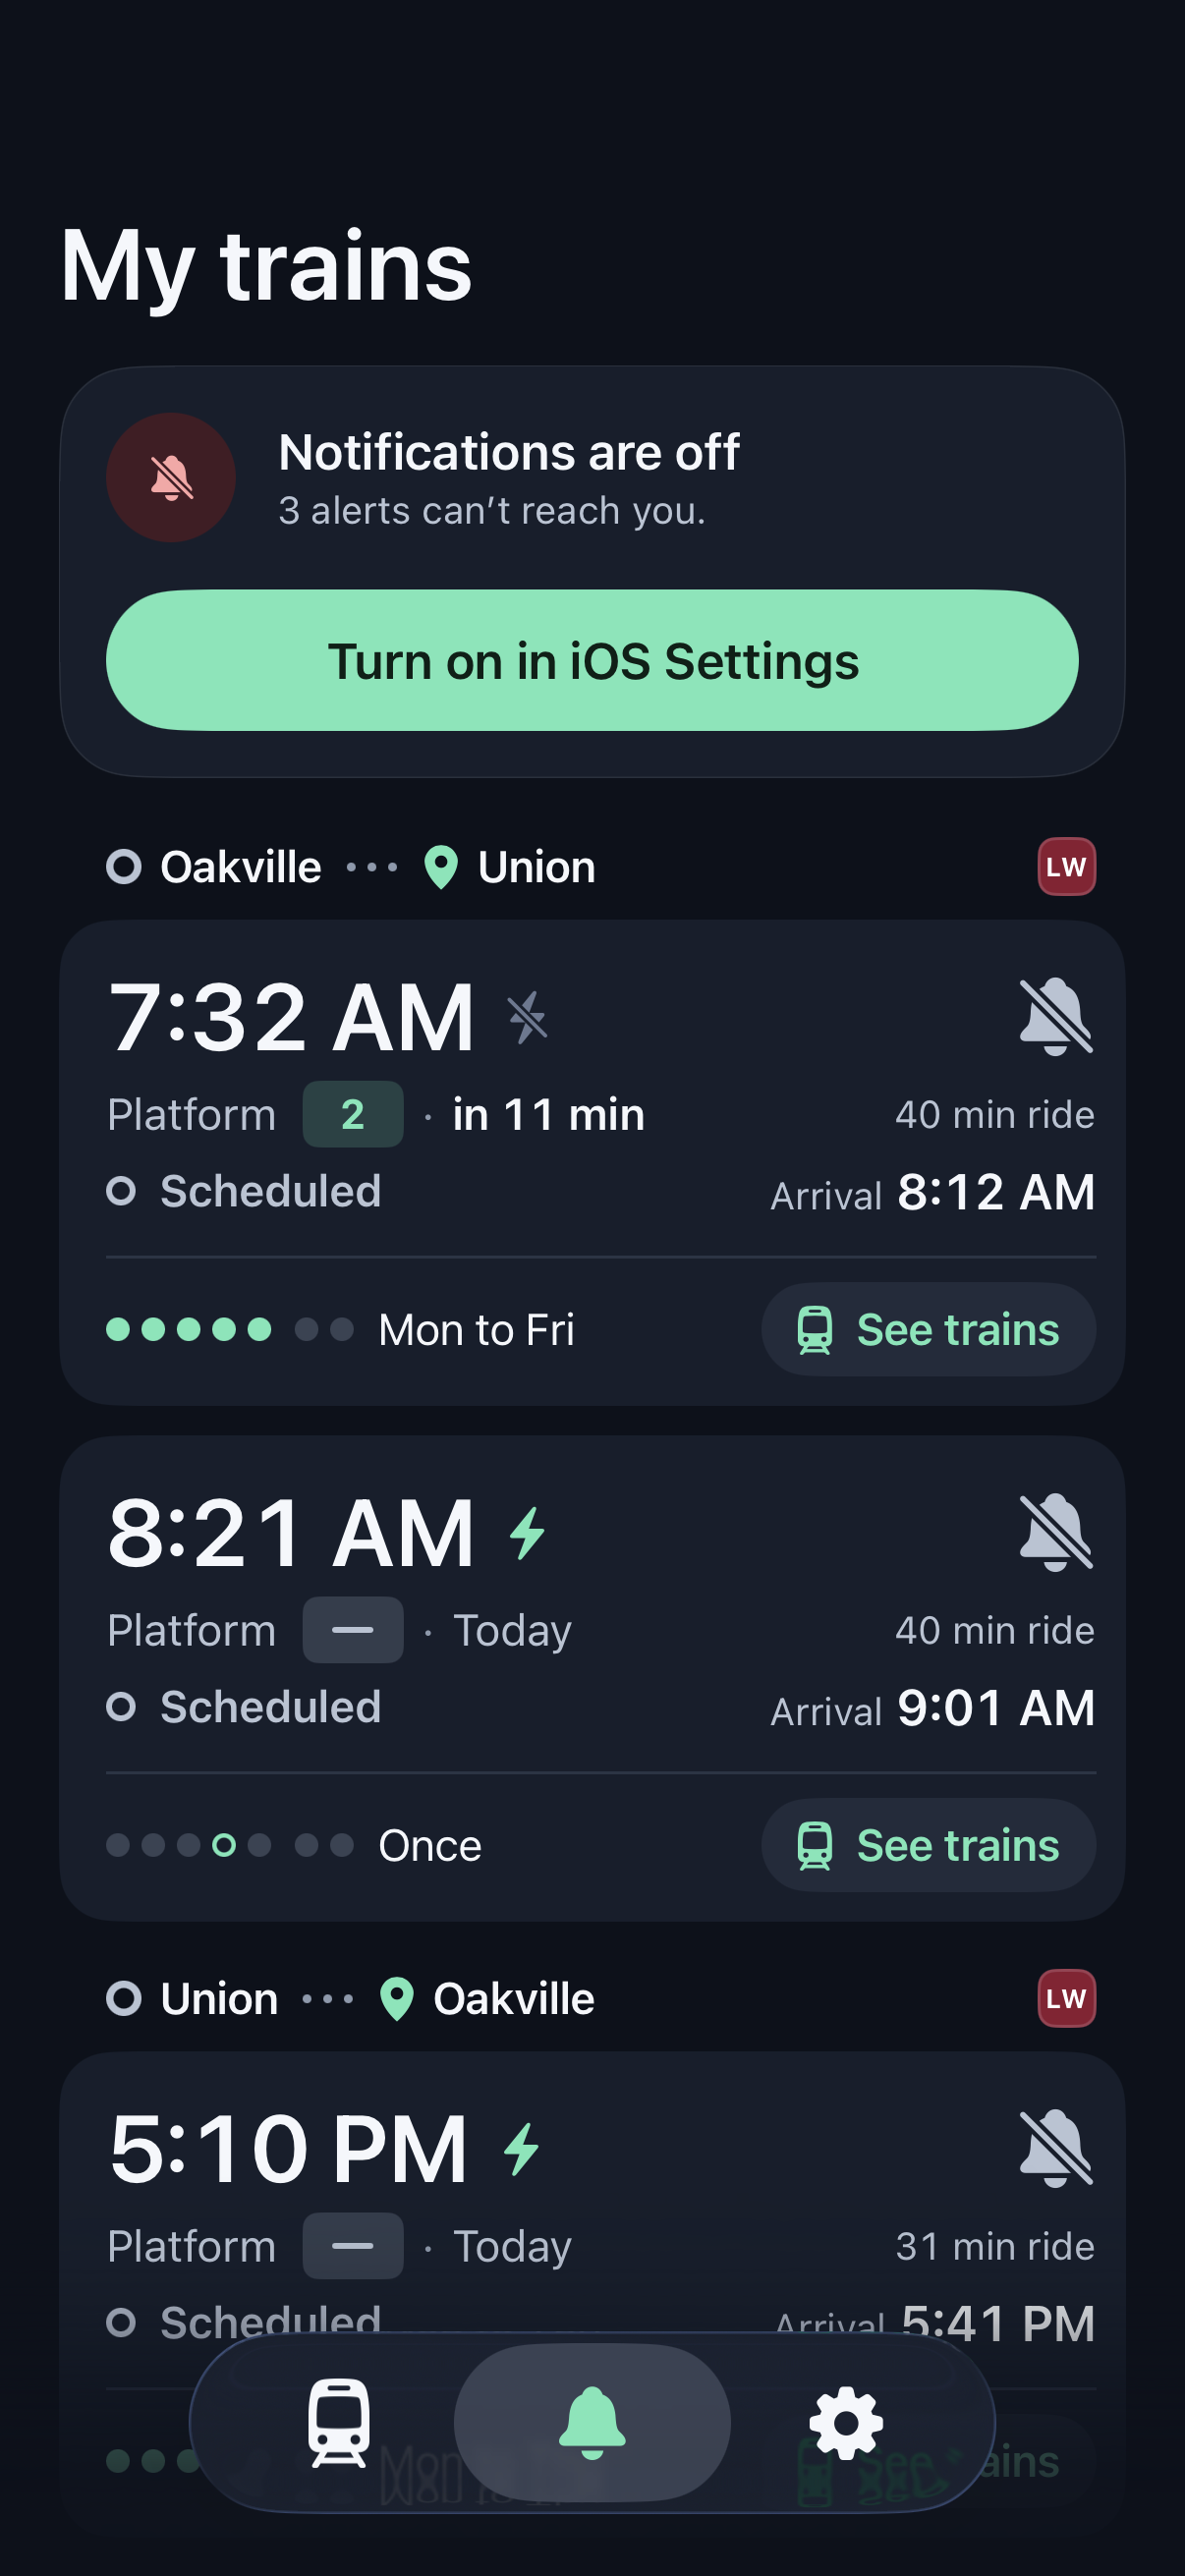 My trains
Notifications are off
3 alerts can’t reach you.
Turn on in iOS Settings
Oakville ••• Union LW
7:32 AM
Platform 2 · in 11 min 40 min ride
Scheduled Arrival 8:12 AM
Mon to Fri See trains
8:21 AM
Platform — · Today 40 min ride
Scheduled Arrival 9:01 AM
Once See trains
Union ••• Oakville LW
5:10 PM
Platform — · Today 31 min ride
Scheduled Arrival 5:41 PM